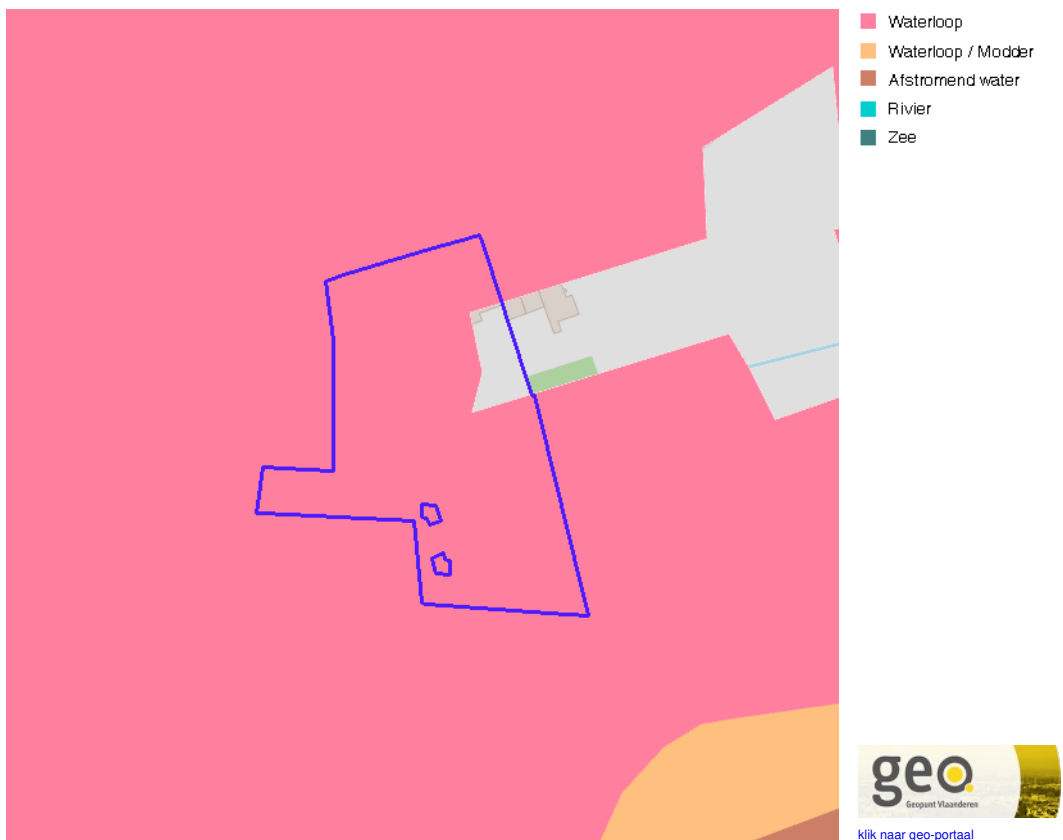 Waterloop
Waterloop / Modder
Afstromend water
Rivier
Zee
geo.
Geopunt Vlaanderen
klik naar geo-portaal